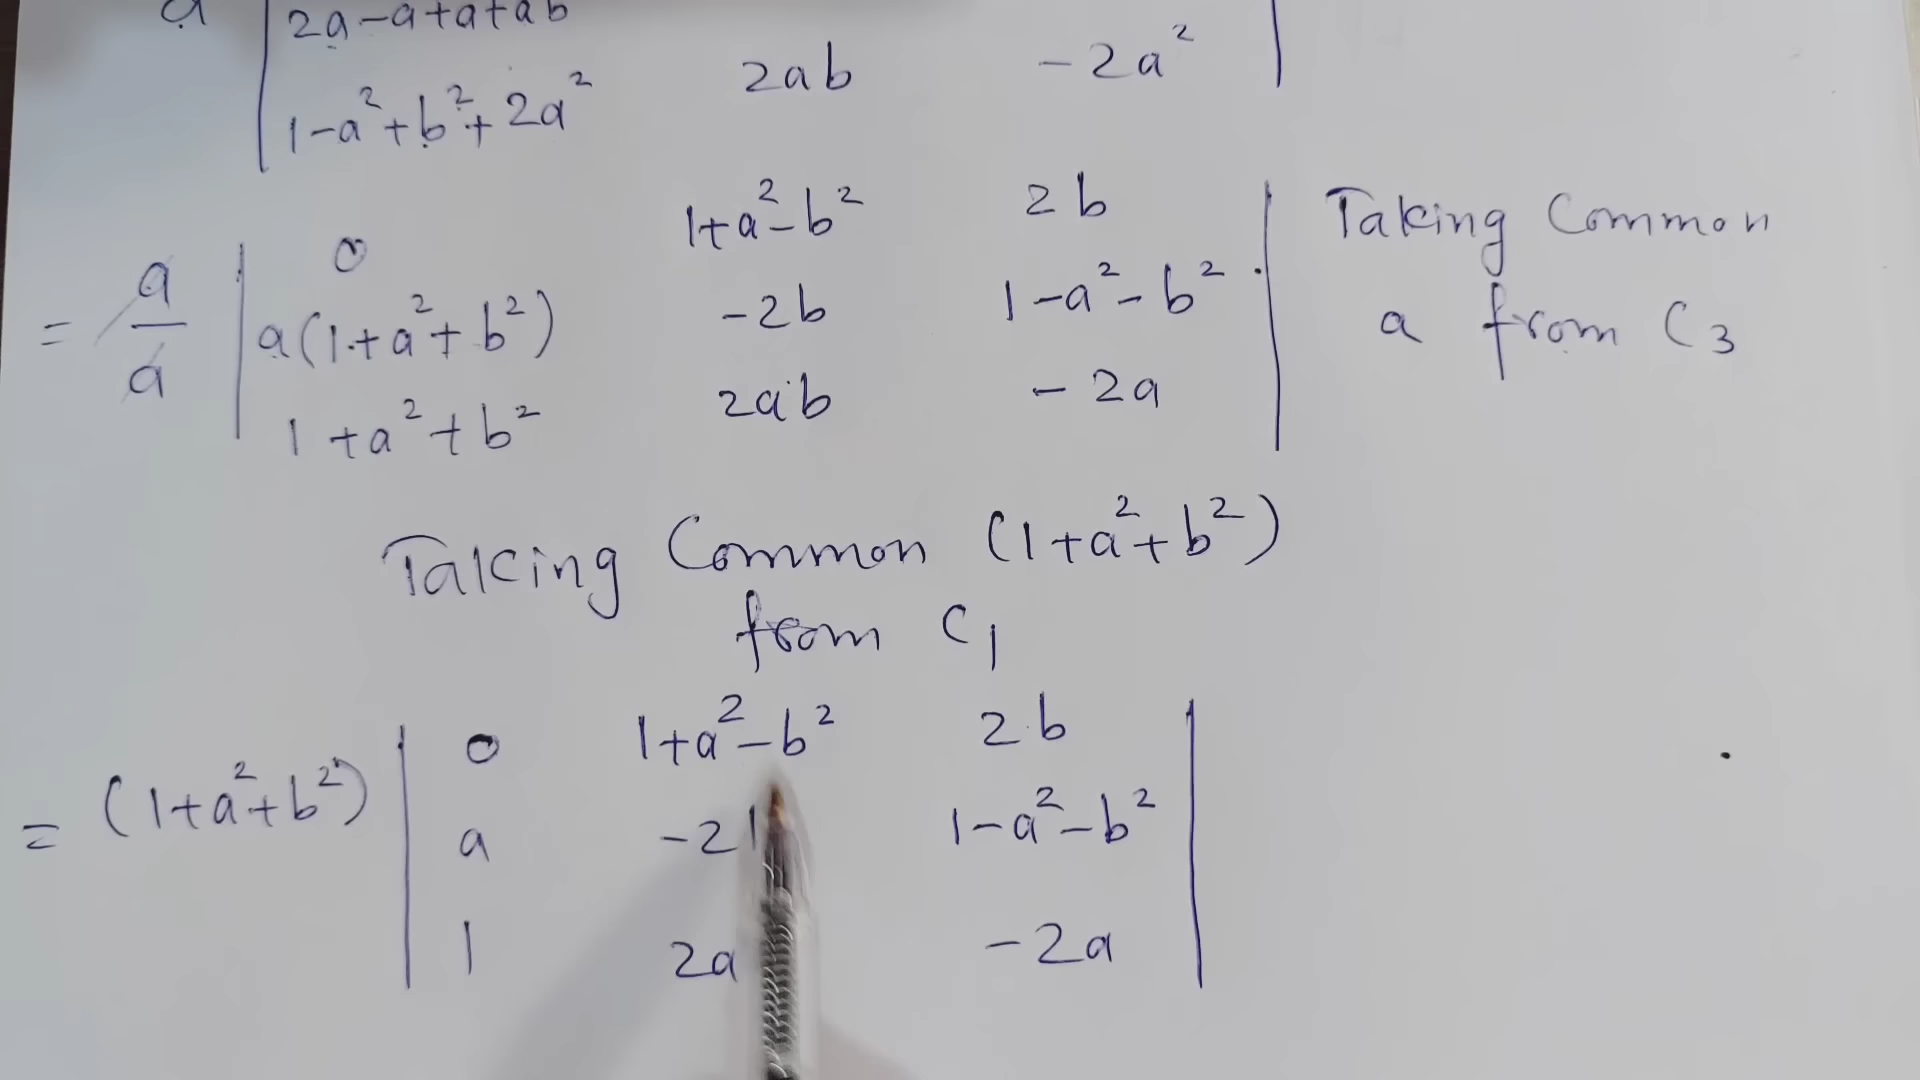 a | 2a-a+a+ab
1-a²+b²+2a² 2ab -2a² |
= a/a | 0 1+a²-b² 2b | Taking Common
a(1+a²+b²) -2b 1-a²-b² a from C3
1+a²+b² 2ab -2a
Taking Common (1+a²+b²)
from C1
= (1+a²+b²) | 0 1+a²-b² 2b |
a -2 1-a²-b²
1 2a -2a